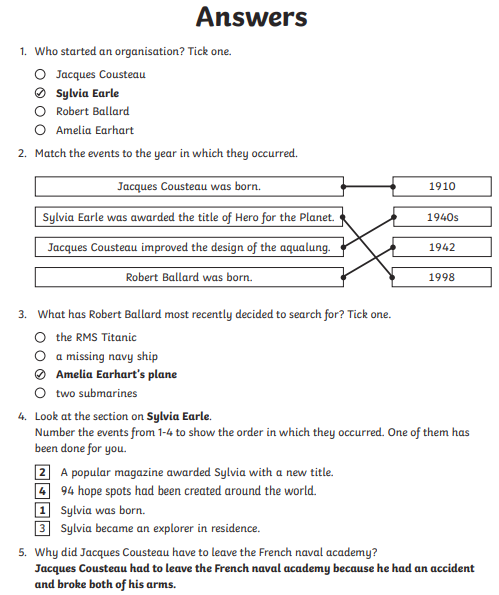 Answers
1. Who started an organisation? Tick one.
Jacques Cousteau
Sylvia Earle
Robert Ballard
Amelia Earhart
2. Match the events to the year in which they occurred.
Jacques Cousteau was born. 1910
Sylvia Earle was awarded the title of Hero for the Planet. 1940s
Jacques Cousteau improved the design of the aqualung. 1942
Robert Ballard was born. 1998
3. What has Robert Ballard most recently decided to search for? Tick one.
the RMS Titanic
a missing navy ship
Amelia Earhart's plane
two submarines
4. Look at the section on Sylvia Earle.
Number the events from 1-4 to show the order in which they occurred. One of them has
been done for you.
2 A popular magazine awarded Sylvia with a new title.
4 94 hope spots had been created around the world.
1 Sylvia was born.
3 Sylvia became an explorer in residence.
5. Why did Jacques Cousteau have to leave the French naval academy?
Jacques Cousteau had to leave the French naval academy because he had an accident
and broke both of his arms.